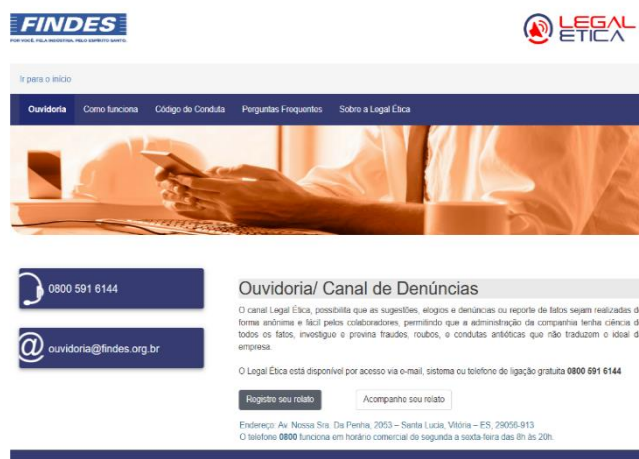 FINDES
POR VOCÊ. PELA INDÚSTRIA. PELO ESPÍRITO SANTO.
LEGAL
ETICA
Ir para o início
Ouvidoria Como funciona Código de Conduta Perguntas Frequentes Sobre a Legal Ética
0800 591 6144
@ ouvidoria@findes.org.br
Ouvidoria/ Canal de Denúncias
O canal Legal Ética, possibilita que as sugestões, elogios e denúncias ou reporte de fatos sejam realizadas d
forma anônima e fácil pelos colaboradores, permitindo que a administração da companhia tenha ciência d
todos os fatos, investigue e previna fraudes, roubos, e condutas antiéticas que não traduzem o ideal d
empresa.
O Legal Ética está disponível por acesso via e-mail, sistema ou telefone de ligação gratuita 0800 591 6144
Registre seu relato Acompanhe seu relato
Endereço: Av. Nossa Sra. Da Penha, 2053 – Santa Lucia, Vitória – ES, 29056-913
O telefone 0800 funciona em horário comercial de segunda a sexta-feira das 8h às 20h.